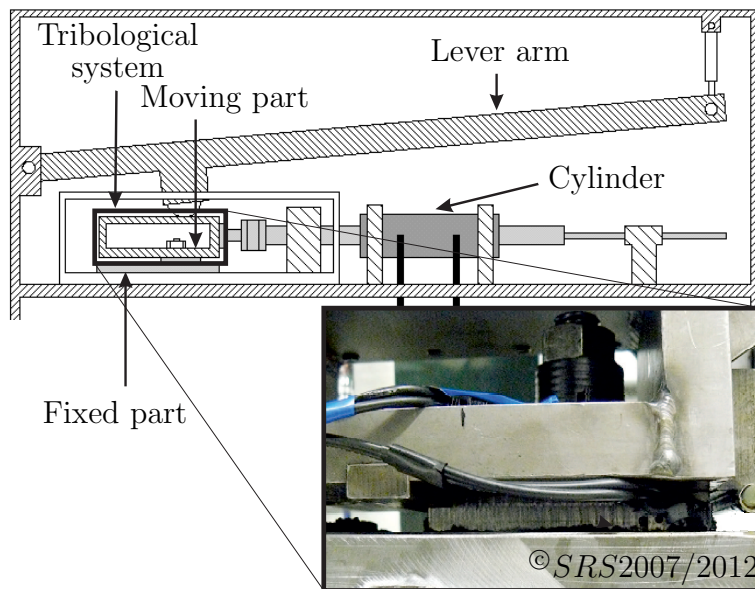 Tribological
system
Moving part
Lever arm
Cylinder
Fixed part
©SRS2007/2012